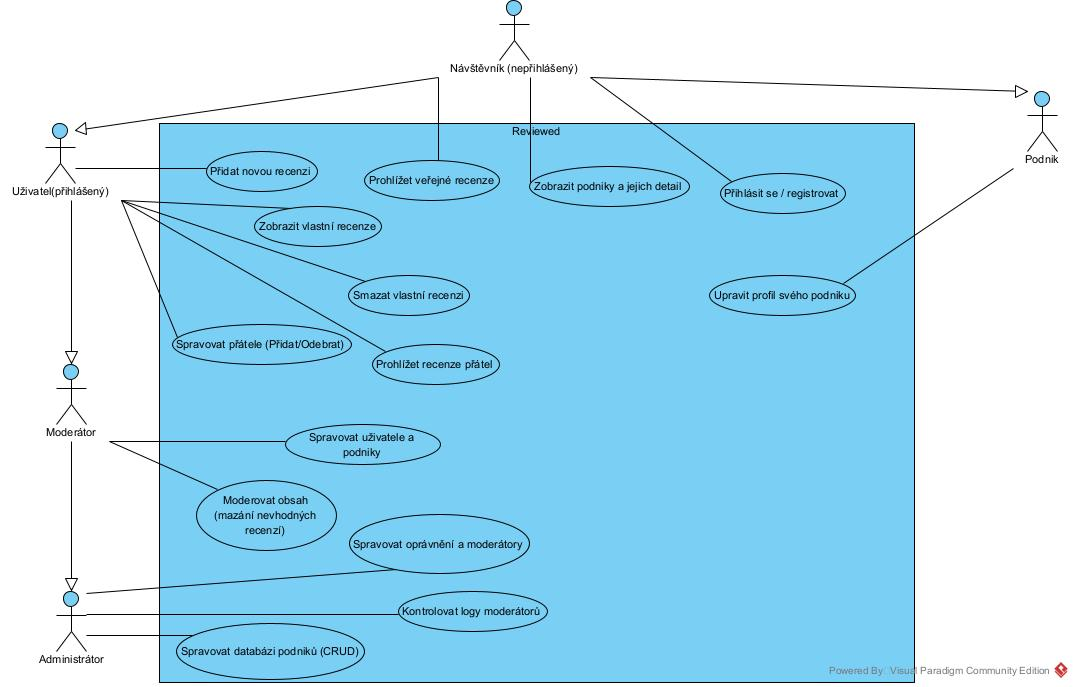 Návštěvník (nepřihlášený)
Podnik
Reviewed
Uživatel(přihlášený)
Přidat novou recenzi
Prohlížet veřejné recenze
Zobrazit podniky a jejich detail
Přihlásit se / registrovat
Zobrazit vlastní recenze
Smazat vlastní recenzi
Upravit profil svého podniku
Spravovat přátele (Přidat/Odebrat)
Prohlížet recenze přátel
Moderátor
Spravovat uživatele a
podniky
Moderovat obsah
(mazání nevhodných
recenzí)
Spravovat oprávnění a moderátory
Kontrolovat logy moderátorů
Spravovat databázi podniků (CRUD)
Administrátor
Powered By: Visual Paradigm Community Edition